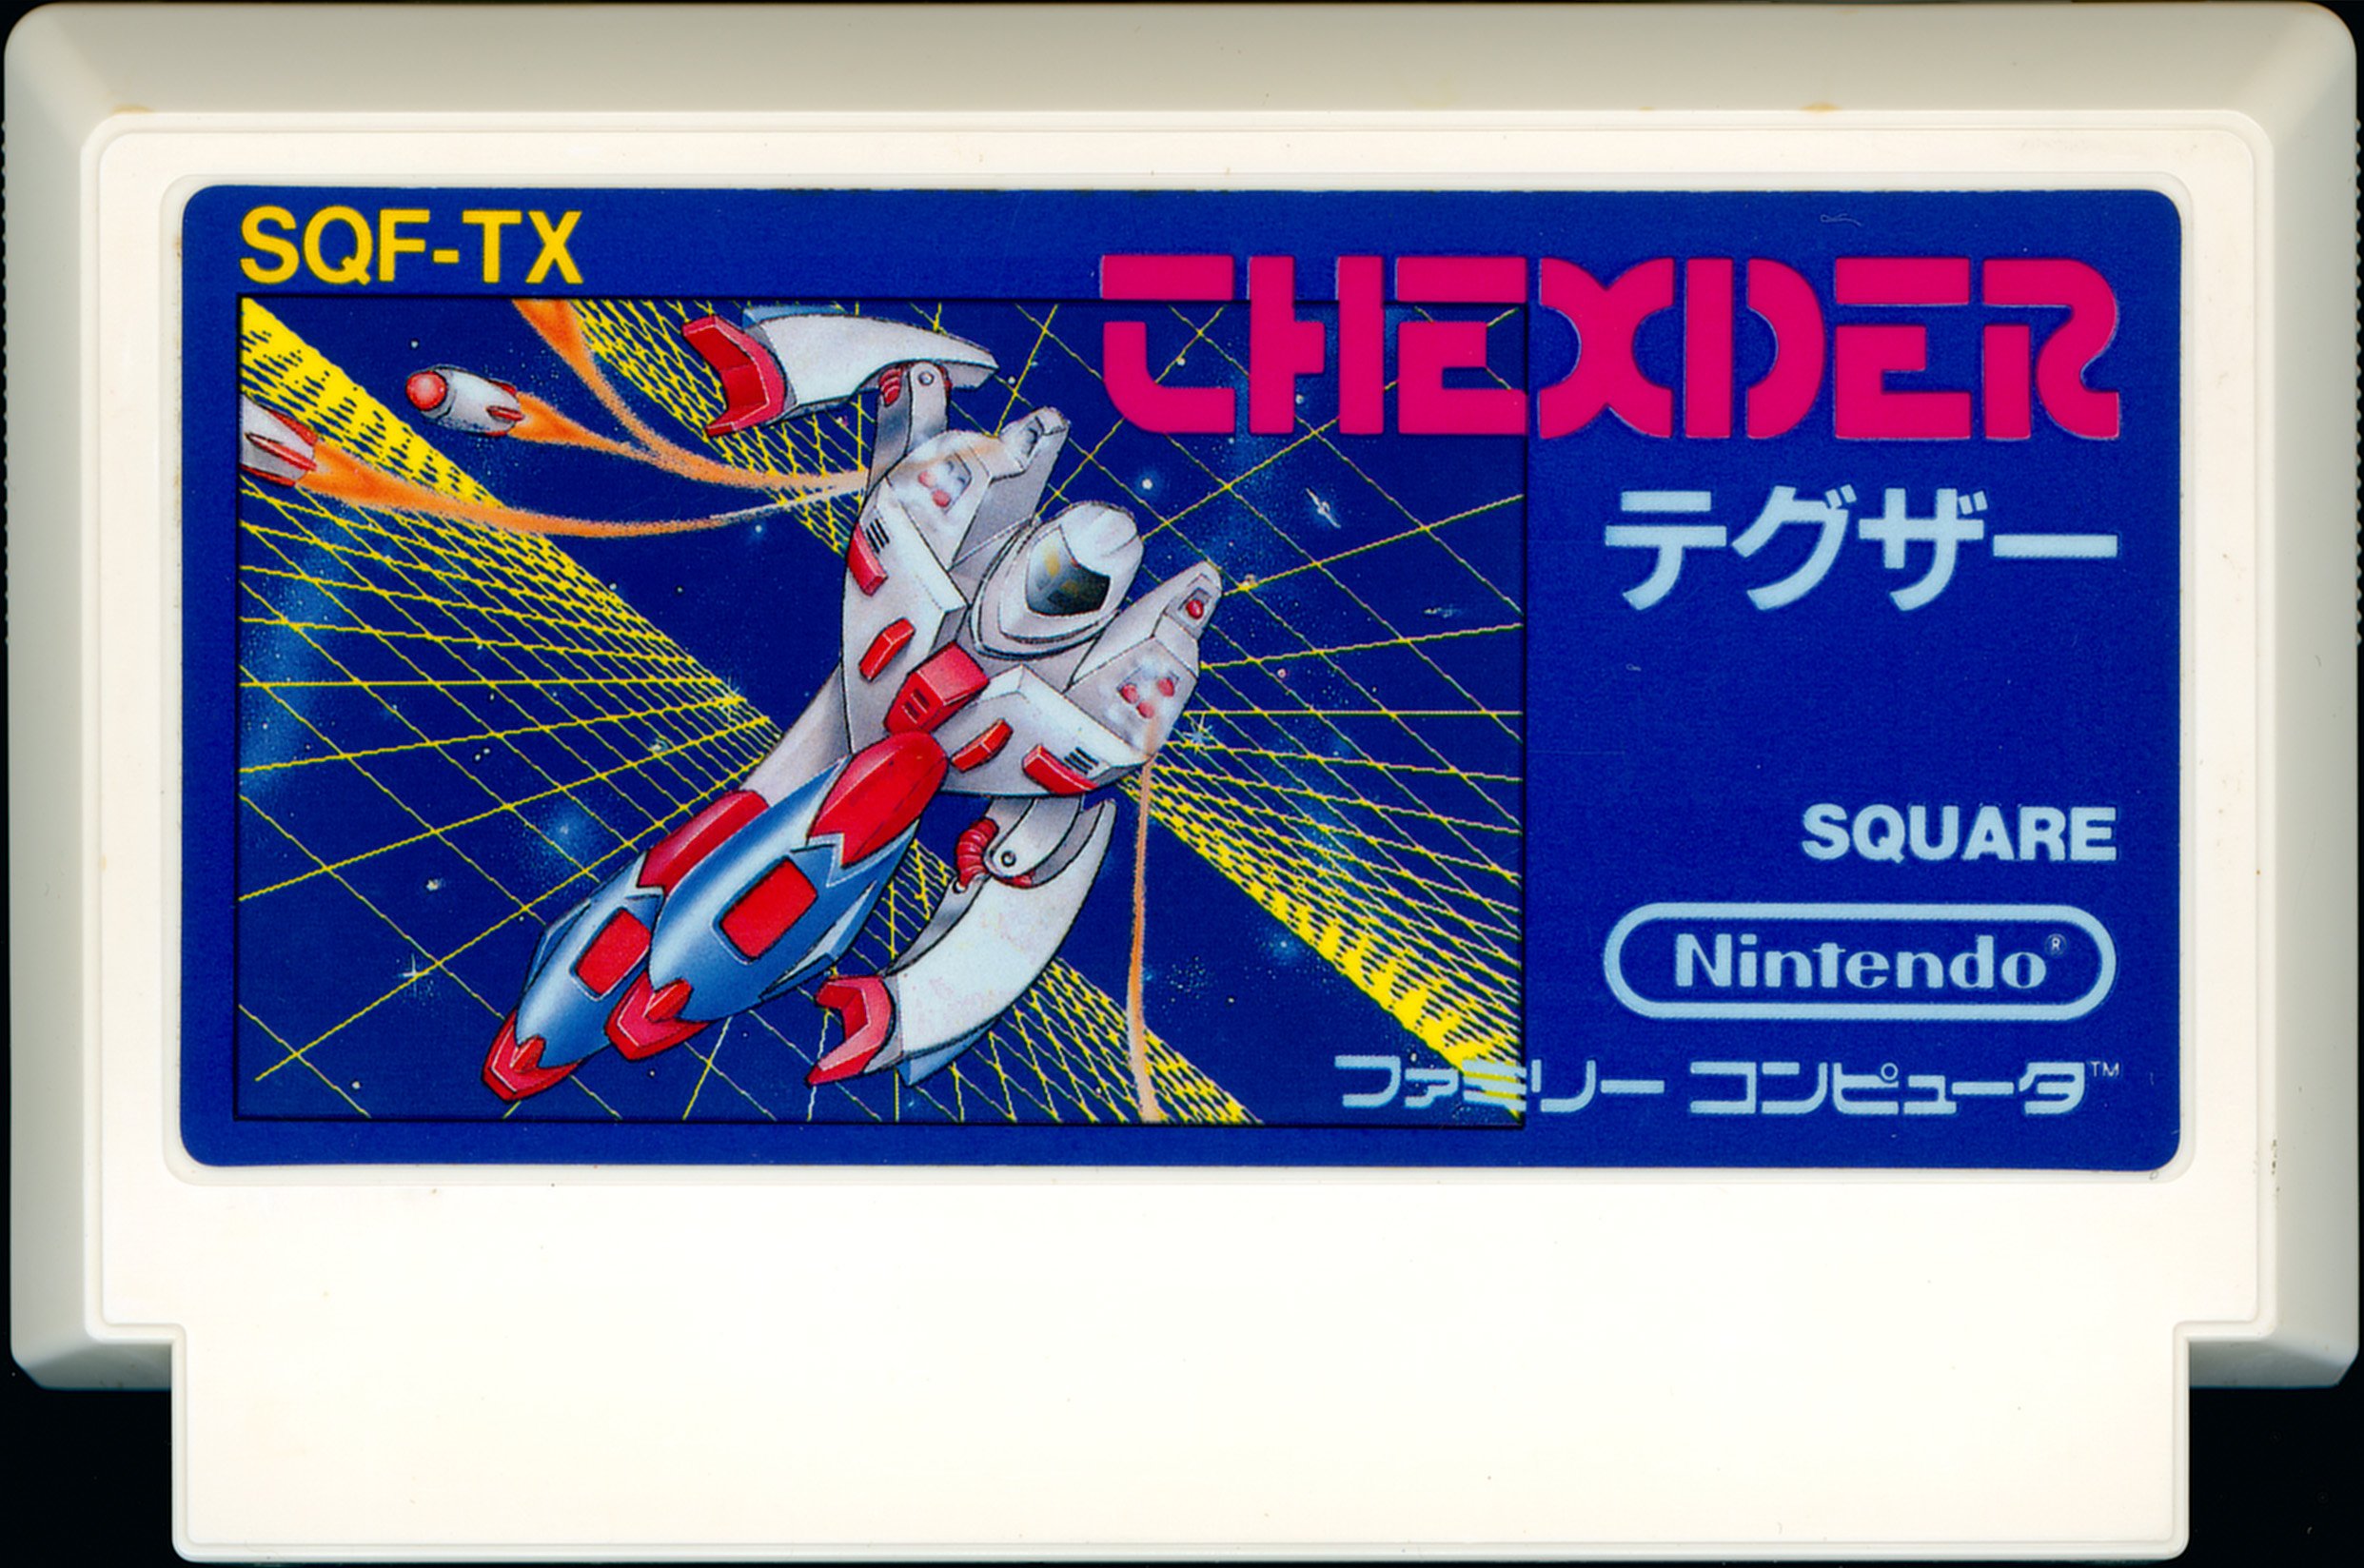 SQF-TX
THEXDER
テグザー
SQUARE
Nintendo®
ファミリー コンピュータ™